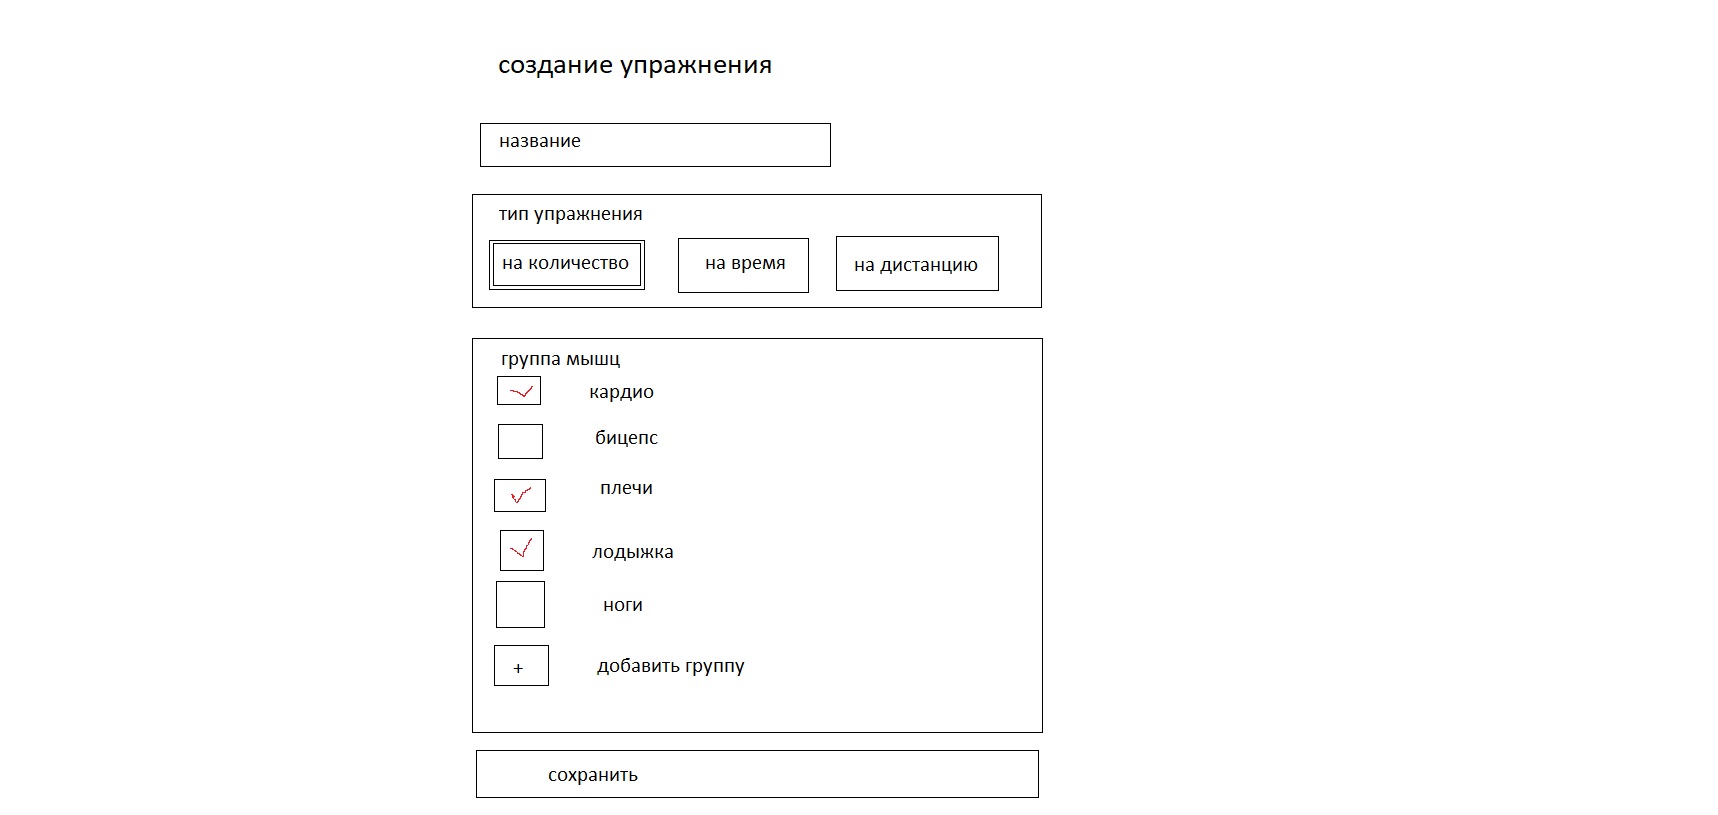 создание упражнения
название
тип упражнения
на количество на время на дистанцию
группа мышц
кардио
бицепс
плечи
лодыжка
ноги
+ добавить группу
сохранить